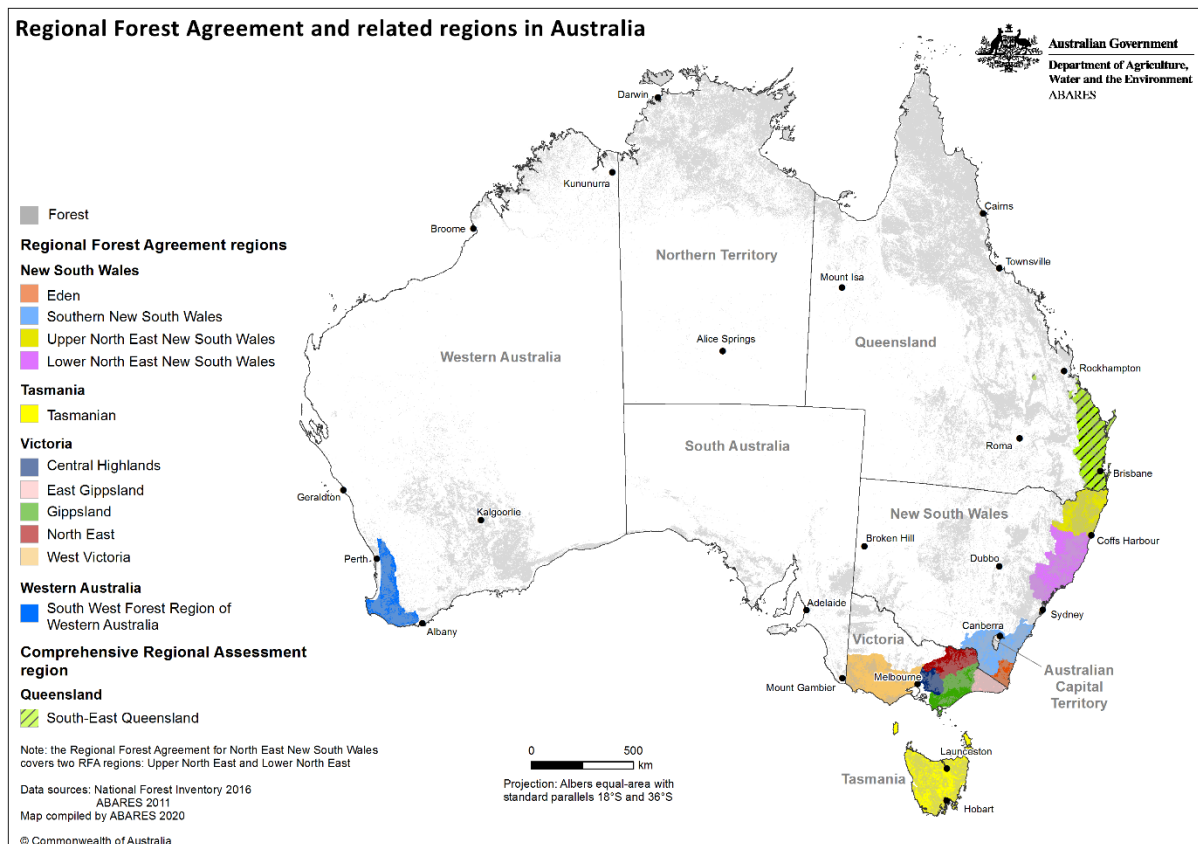 Regional Forest Agreement and related regions in Australia
Australian Government
Department of Agriculture,
Water and the Environment
ABARES
Forest
Regional Forest Agreement regions
New South Wales
Eden
Southern New South Wales
Upper North East New South Wales
Lower North East New South Wales
Tasmania
Tasmanian
Victoria
Central Highlands
East Gippsland
Gippsland
North East
West Victoria
Western Australia
South West Forest Region of
Western Australia
Comprehensive Regional Assessment
region
Queensland
South-East Queensland
Note: the Regional Forest Agreement for North East New South Wales
covers two RFA regions: Upper North East and Lower North East
Data sources: National Forest Inventory 2016
ABARES 2011
Map compiled by ABARES 2020
© Commonwealth of Australia
Darwin
Kununurra
Broome
Cairns
Northern Territory
Townsville
Mount Isa
Alice Springs
Queensland
Western Australia
Rockhampton
South Australia
Roma
Brisbane
Geraldton
Kalgoorlie
New South Wales
Broken Hill
Coffs Harbour
Perth
Dubbo
Adelaide
Sydney
Albany
Canberra
Victoria
Mount Gambier
Melbourne
Australian
Capital
Territory
Launceston
Tasmania
Hobart
0
500
km
Projection: Albers equal-area with
standard parallels 18°S and 36°S